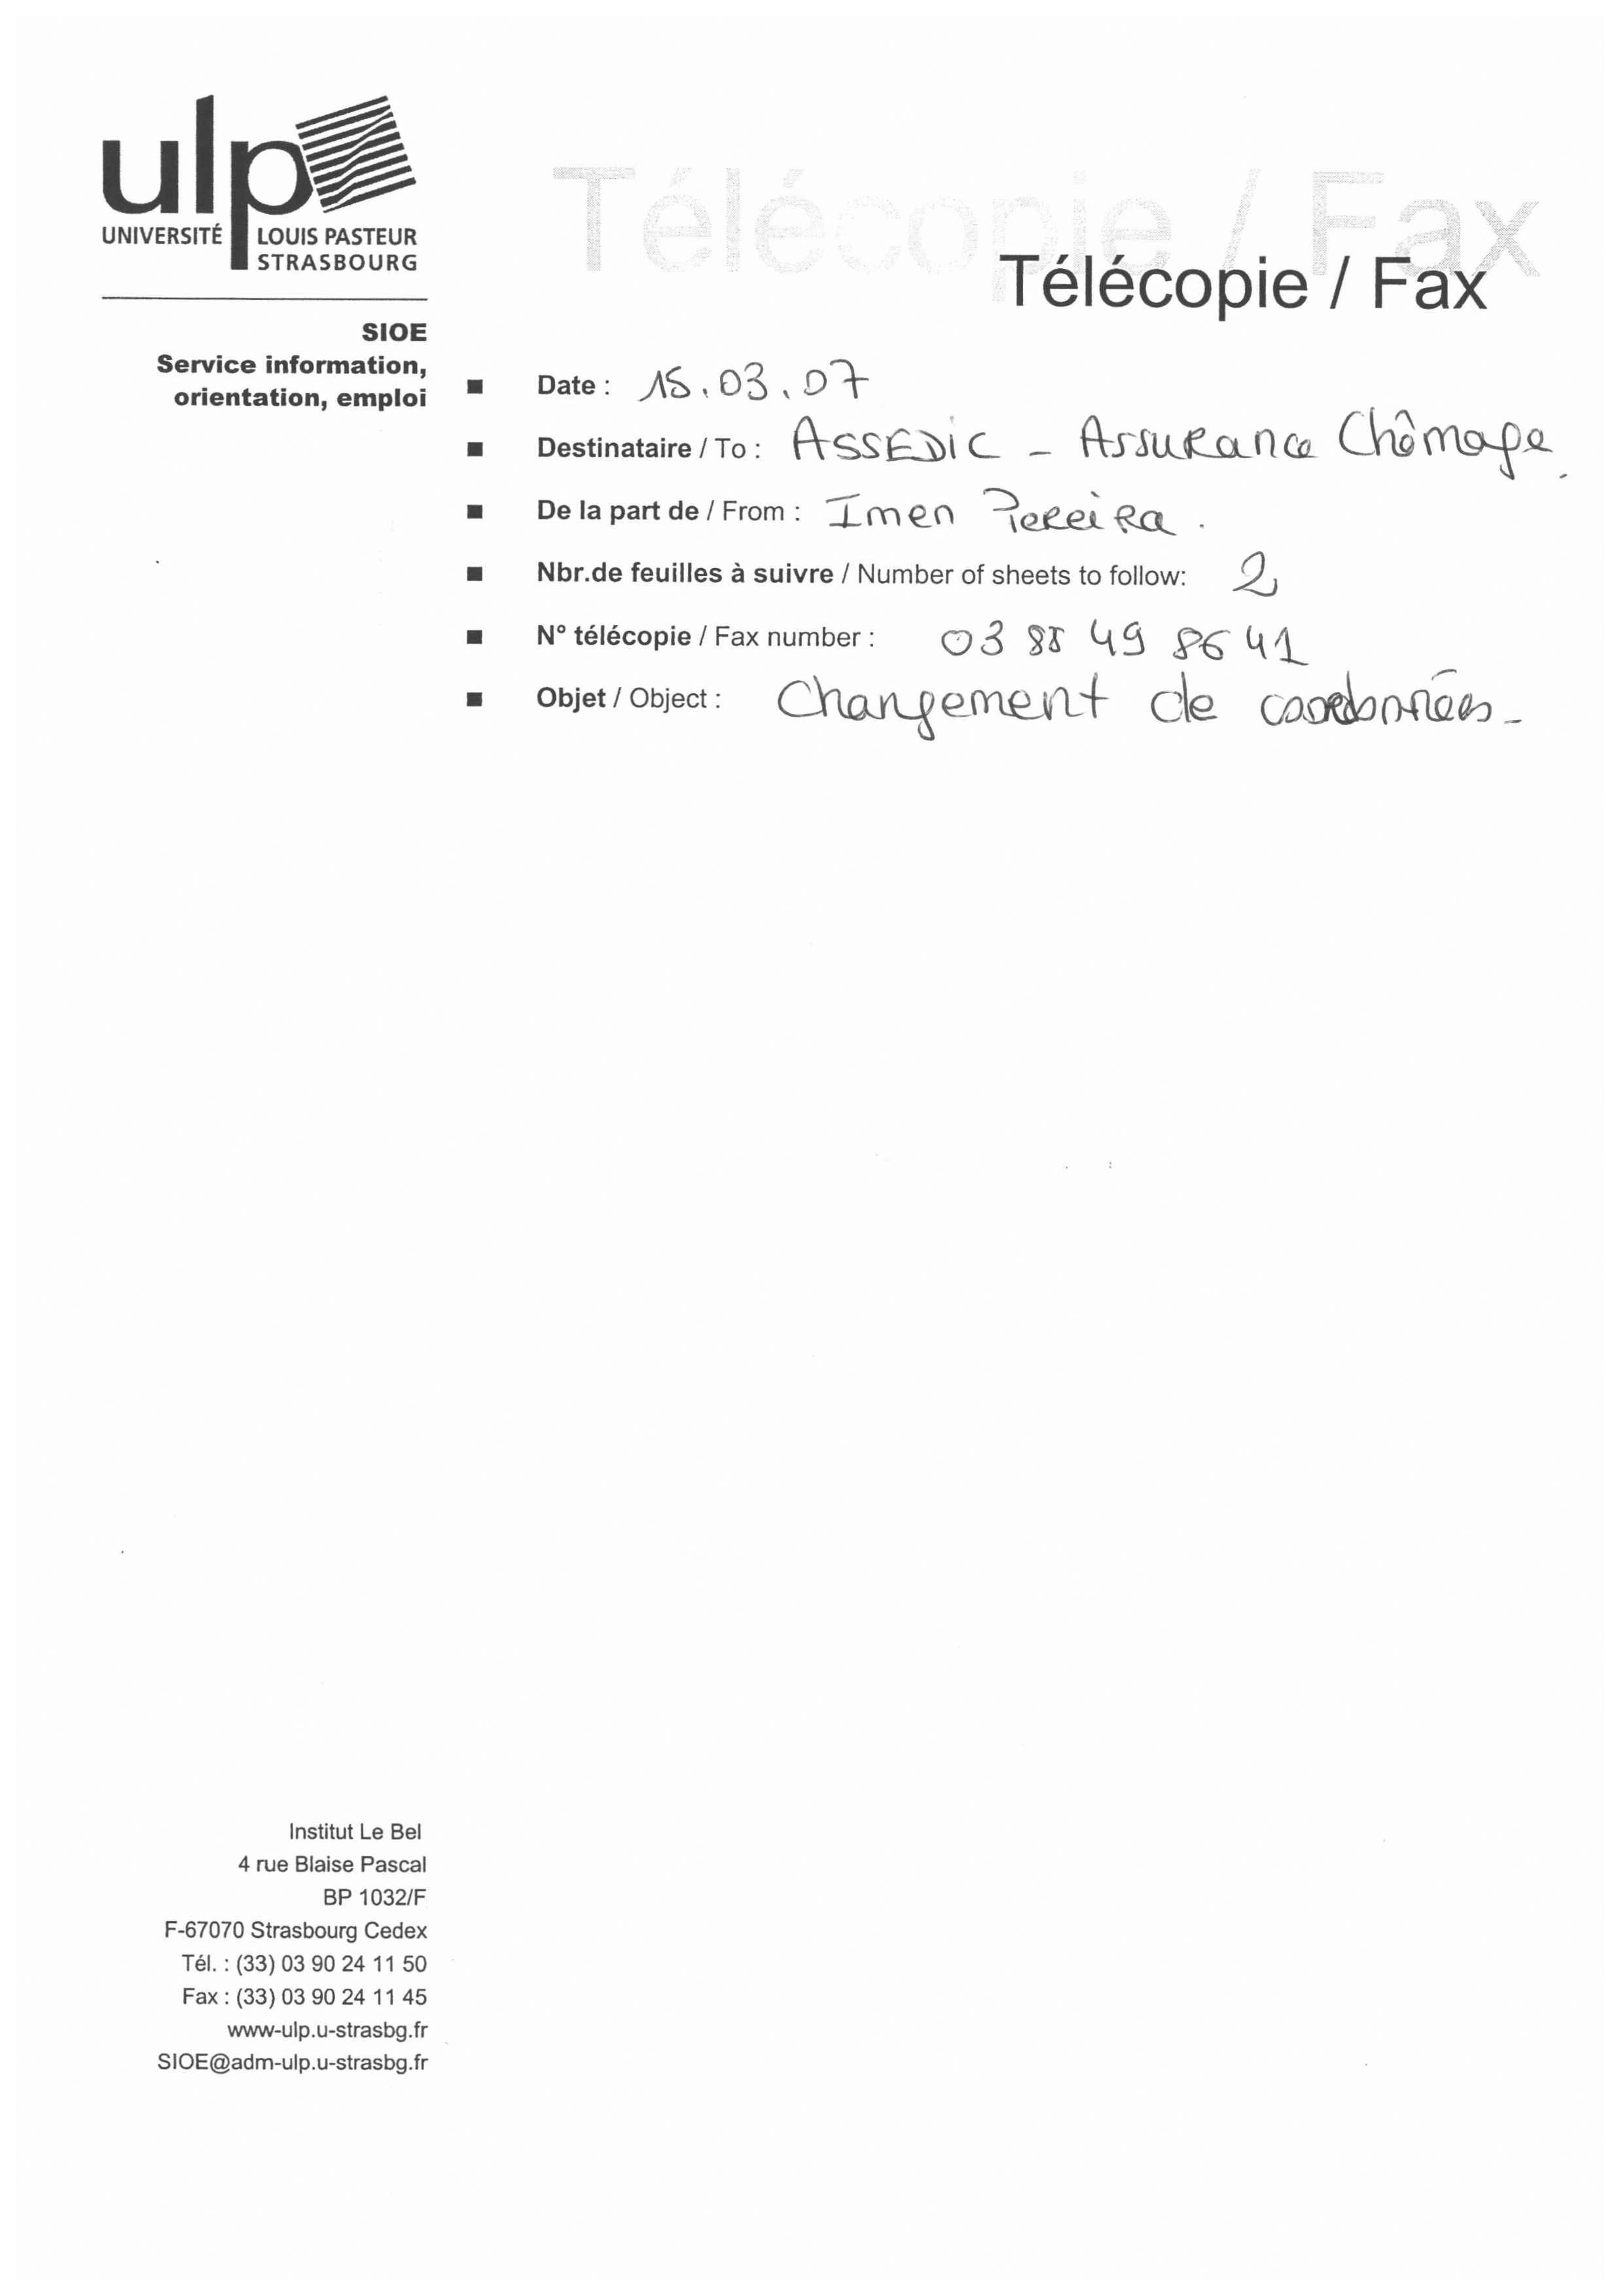 ulp
UNIVERSITÉ LOUIS PASTEUR
STRASBOURG
SIOE
Service information,
orientation, emploi
Télécopie / Fax
Télécopie / Fax
Date : 15.03.07
Destinataire / To : ASSEDIC - Assurance Chômage.
De la part de / From : Imen Pereira.
Nbr.de feuilles à suivre / Number of sheets to follow: 2
N° télécopie / Fax number : 03 88 49 86 41
Objet / Object : Changement de coordonnées-
Institut Le Bel
4 rue Blaise Pascal
BP 1032/F
F-67070 Strasbourg Cedex
Tél. : (33) 03 90 24 11 50
Fax : (33) 03 90 24 11 45
www-ulp.u-strasbg.fr
SIOE@adm-ulp.u-strasbg.fr